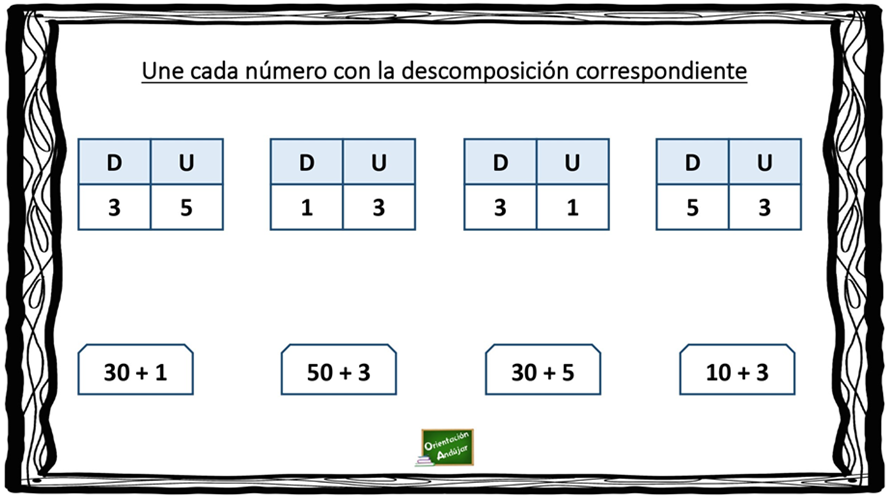 Une cada número con la descomposición correspondiente
D U D U D U D U
3 5 1 3 3 1 5 3
30 + 1 50 + 3 30 + 5 10 + 3
Orientación
Andújar